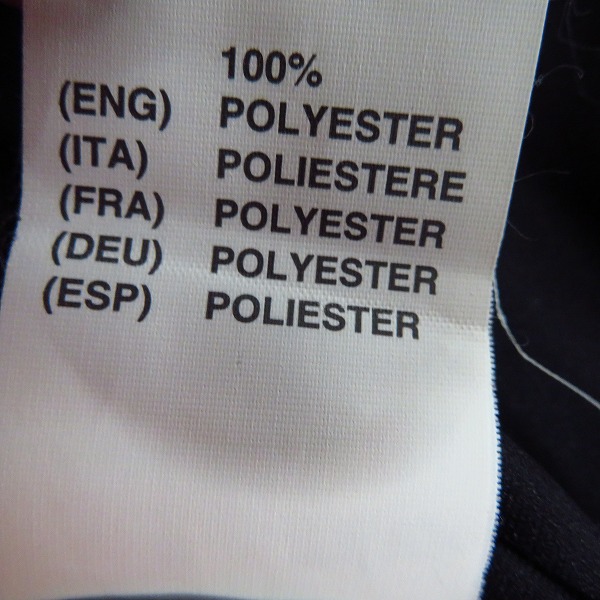 100%
(ENG) POLYESTER
(ITA) POLIESTERE
(FRA) POLYESTER
(DEU) POLYESTER
(ESP) POLIESTER